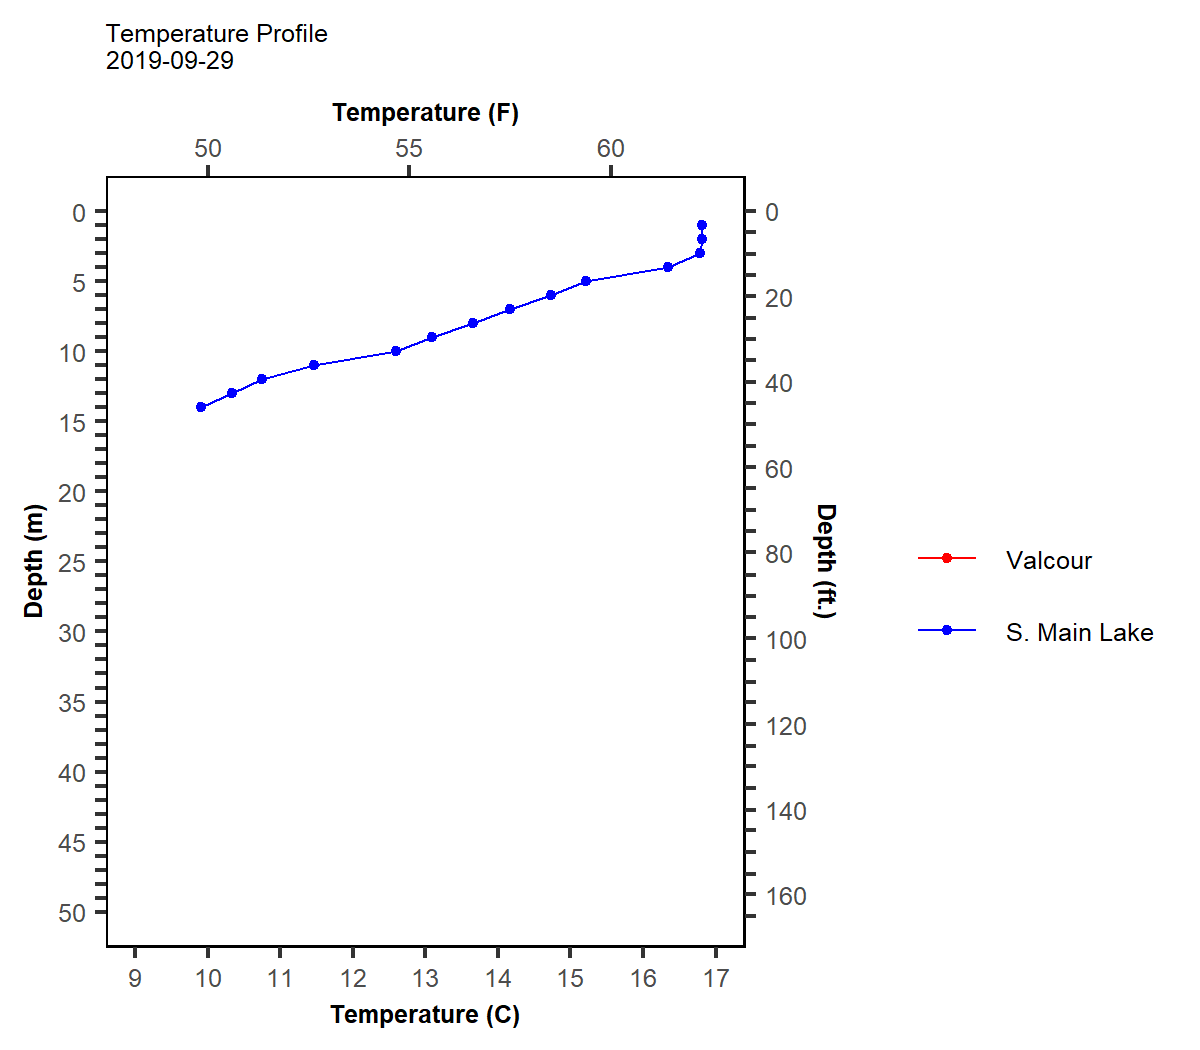 Temperature Profile
2019-09-29
Temperature (F)
50 55 60
0
5
10
15
20
25
30
35
40
45
50
Depth (m)
0
20
40
60
80
100
120
140
160
Depth (ft.)
Valcour
S. Main Lake
9 10 11 12 13 14 15 16 17
Temperature (C)